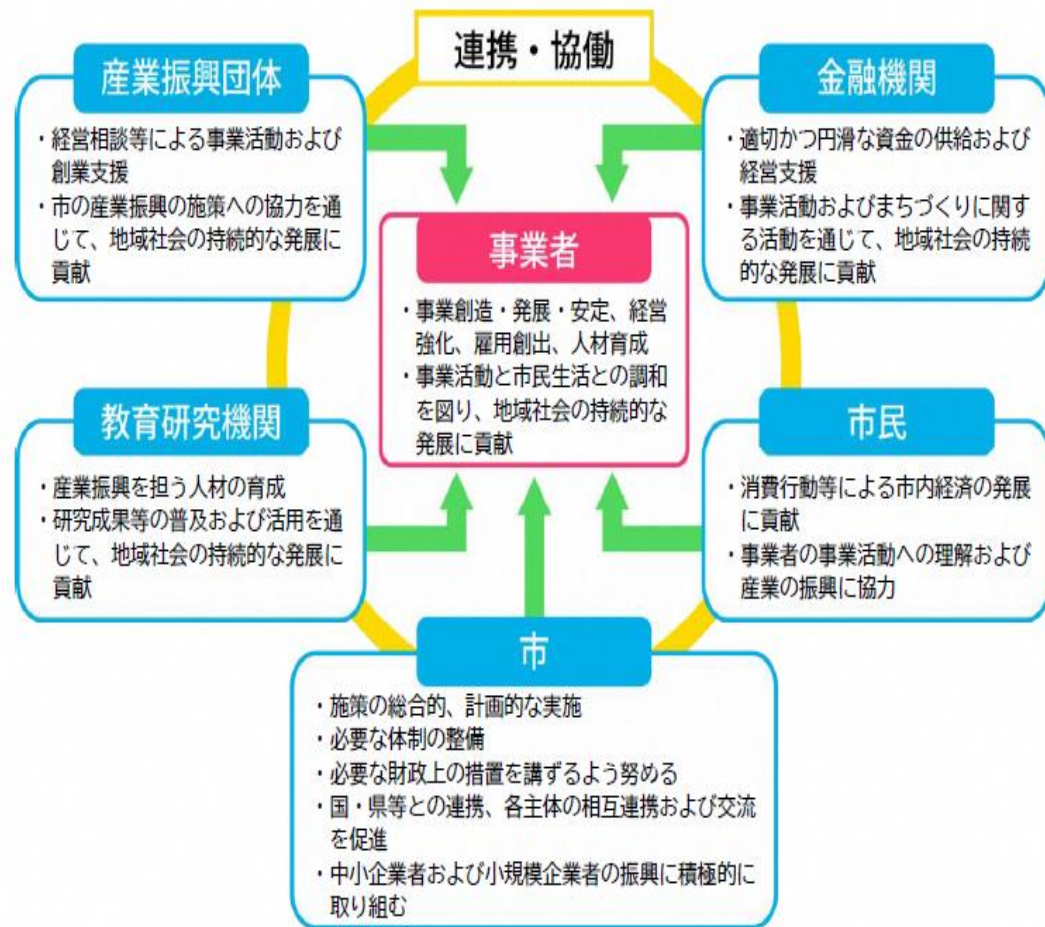 連携・協働
産業振興団体
・経営相談等による事業活動および
創業支援
・市の産業振興の施策への協力を通
じて、地域社会の持続的な発展に
貢献
金融機関
・適切かつ円滑な資金の供給および
経営支援
・事業活動およびまちづくりに関す
る活動を通じて、地域社会の持続
的な発展に貢献
事業者
・事業創造・発展・安定、経営
強化、雇用創出、人材育成
・事業活動と市民生活との調和
を図り、地域社会の持続的な
発展に貢献
教育研究機関
・産業振興を担う人材の育成
・研究成果等の普及および活用を通
じて、地域社会の持続的な発展に
貢献
市民
・消費行動等による市内経済の発展
に貢献
・事業者の事業活動への理解および
産業の振興に協力
市
・施策の総合的、計画的な実施
・必要な体制の整備
・必要な財政上の措置を講ずるよう努める
・国・県等との連携、各主体の相互連携および交流
を促進
・中小企業者および小規模企業者の振興に積極的に
取り組む